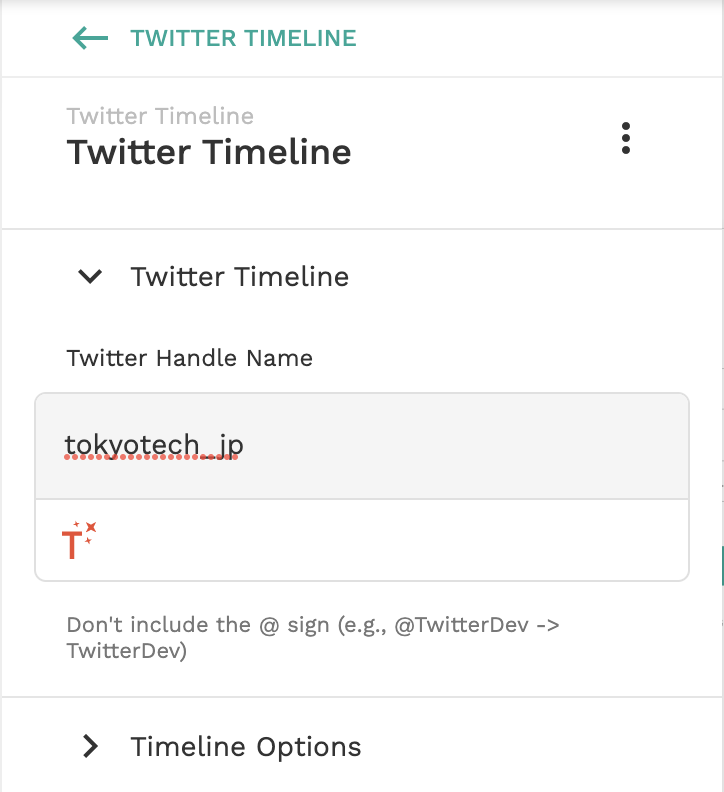 TWITTER TIMELINE
Twitter Timeline
Twitter Timeline
Twitter Timeline
Twitter Handle Name
tokyotech_jp
T
Don't include the @ sign (e.g., @TwitterDev ->
TwitterDev)
Timeline Options